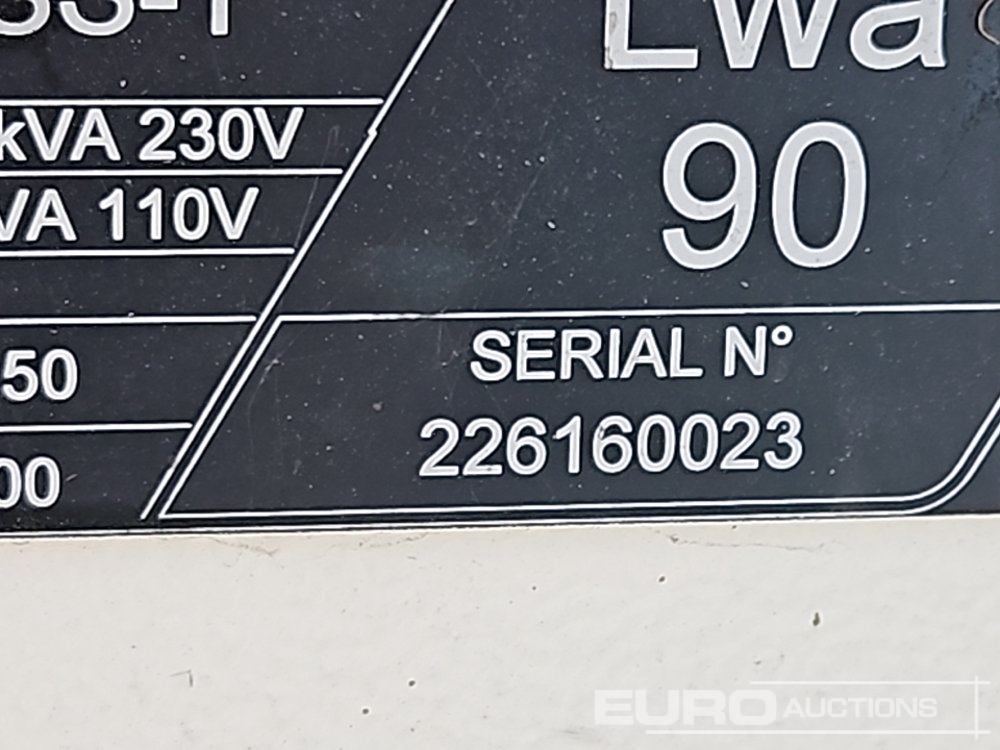 Lwa
kVA 230V
90
VA 110V
SERIAL N°
50
226160023
00
EURO AUCTIONS